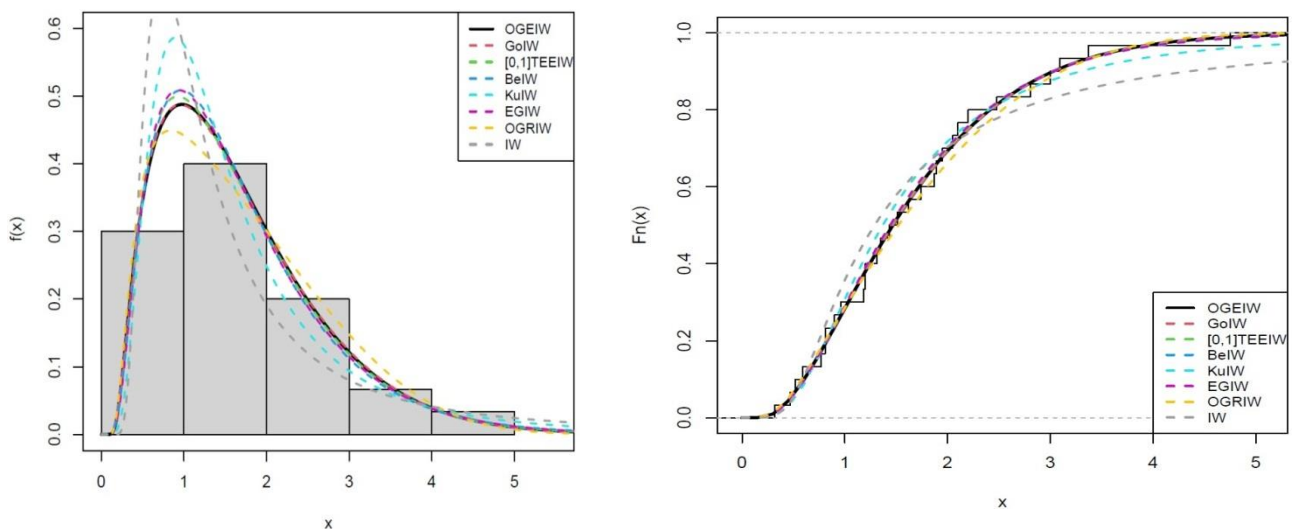 0.6
0.5
0.4
0.3
0.2
0.1
0.0
f(x)
OGEIW
GoIW
[0,1]TEEIW
BeIW
KuIW
EGIW
OGRIW
IW
0 1 2 3 4 5
x
1.0
0.8
0.6
0.4
0.2
0.0
Fn(x)
OGEIW
GoIW
[0,1]TEEIW
BeIW
KuIW
EGIW
OGRIW
IW
0 1 2 3 4 5
x